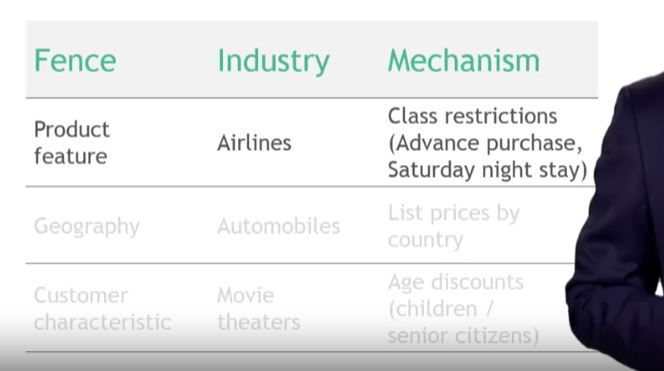 Fence Industry Mechanism
Product
feature
Airlines
Class restrictions
(Advance purchase,
Saturday night stay)
Geography
Automobiles
List prices by
country
Customer
characteristic
Movie
theaters
Age discounts
(children /
senior citizens)